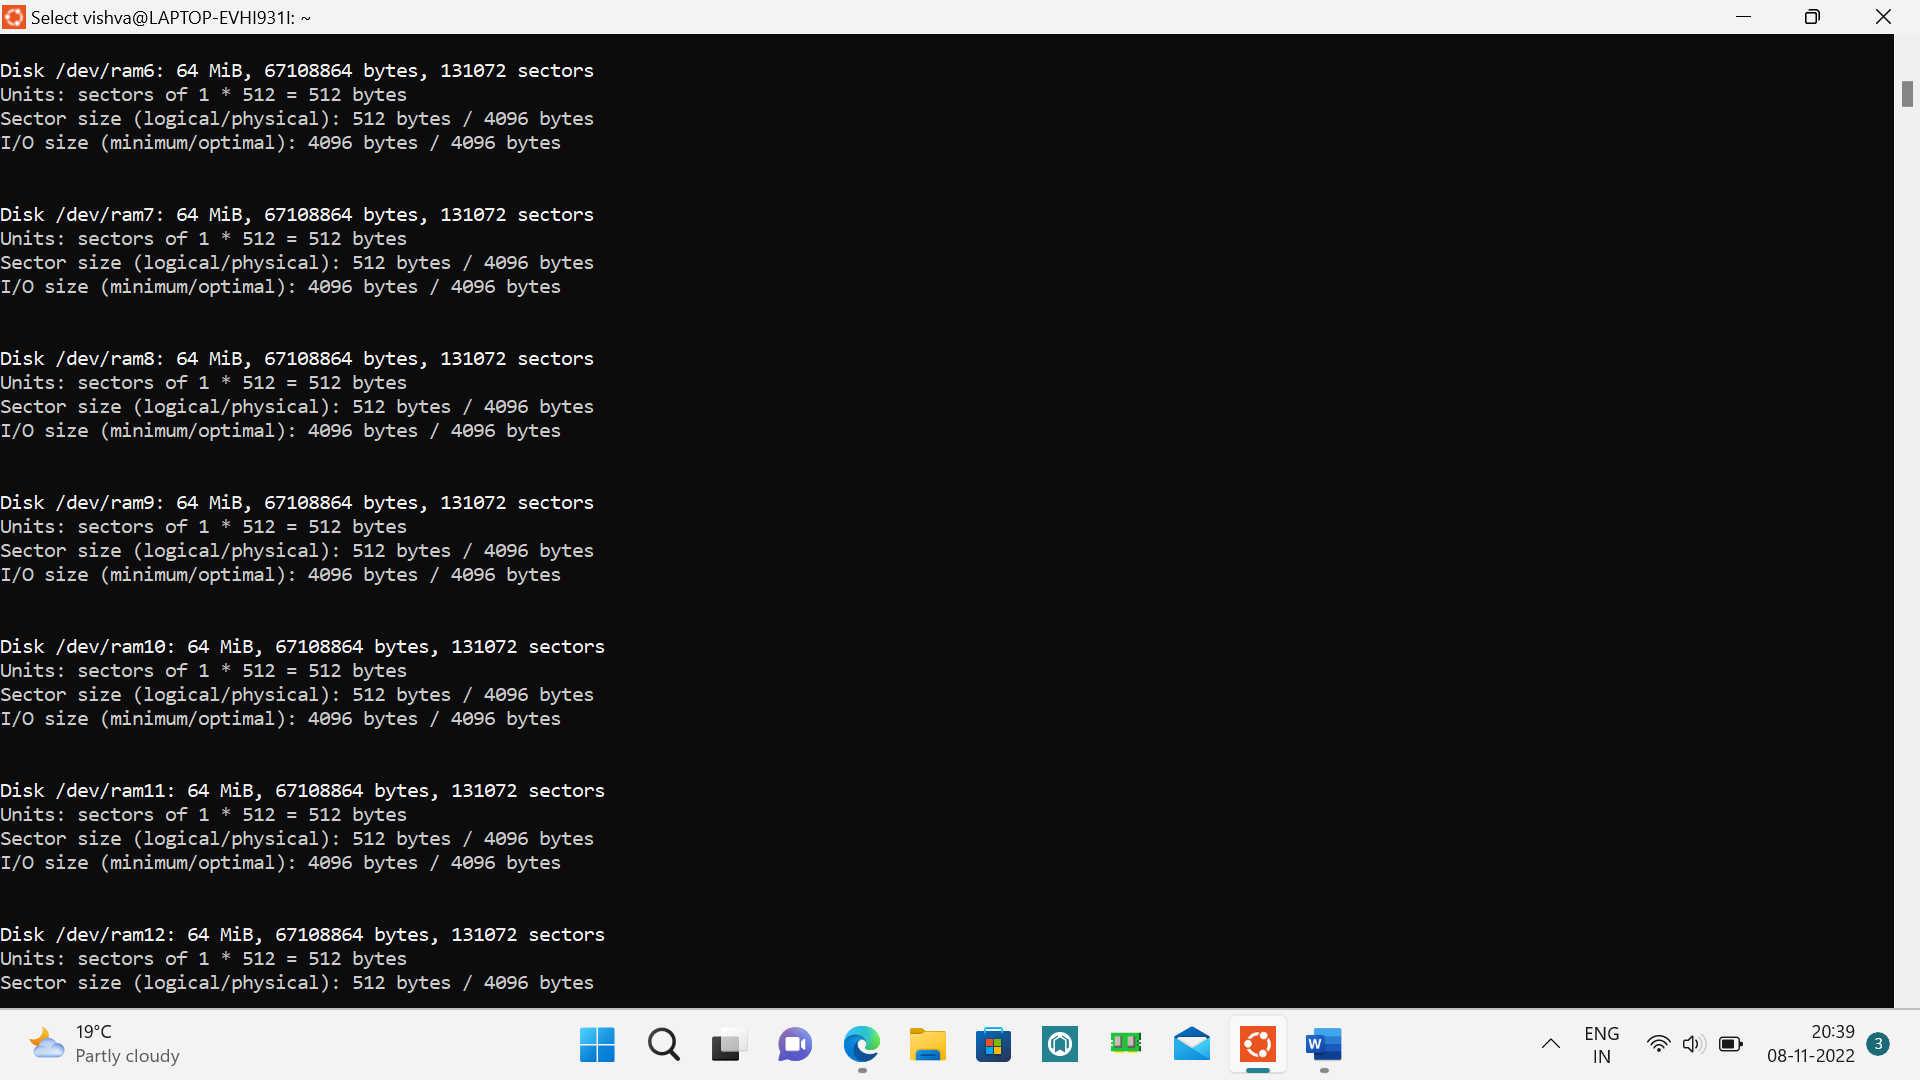 Select vishva@LAPTOP-EVHI931I: ~
Disk /dev/ram6: 64 MiB, 67108864 bytes, 131072 sectors
Units: sectors of 1 * 512 = 512 bytes
Sector size (logical/physical): 512 bytes / 4096 bytes
I/O size (minimum/optimal): 4096 bytes / 4096 bytes
Disk /dev/ram7: 64 MiB, 67108864 bytes, 131072 sectors
Units: sectors of 1 * 512 = 512 bytes
Sector size (logical/physical): 512 bytes / 4096 bytes
I/O size (minimum/optimal): 4096 bytes / 4096 bytes
Disk /dev/ram8: 64 MiB, 67108864 bytes, 131072 sectors
Units: sectors of 1 * 512 = 512 bytes
Sector size (logical/physical): 512 bytes / 4096 bytes
I/O size (minimum/optimal): 4096 bytes / 4096 bytes
Disk /dev/ram9: 64 MiB, 67108864 bytes, 131072 sectors
Units: sectors of 1 * 512 = 512 bytes
Sector size (logical/physical): 512 bytes / 4096 bytes
I/O size (minimum/optimal): 4096 bytes / 4096 bytes
Disk /dev/ram10: 64 MiB, 67108864 bytes, 131072 sectors
Units: sectors of 1 * 512 = 512 bytes
Sector size (logical/physical): 512 bytes / 4096 bytes
I/O size (minimum/optimal): 4096 bytes / 4096 bytes
Disk /dev/ram11: 64 MiB, 67108864 bytes, 131072 sectors
Units: sectors of 1 * 512 = 512 bytes
Sector size (logical/physical): 512 bytes / 4096 bytes
I/O size (minimum/optimal): 4096 bytes / 4096 bytes
Disk /dev/ram12: 64 MiB, 67108864 bytes, 131072 sectors
Units: sectors of 1 * 512 = 512 bytes
Sector size (logical/physical): 512 bytes / 4096 bytes
19°C
Partly cloudy
W
ENG
IN
20:39
08-11-2022
3